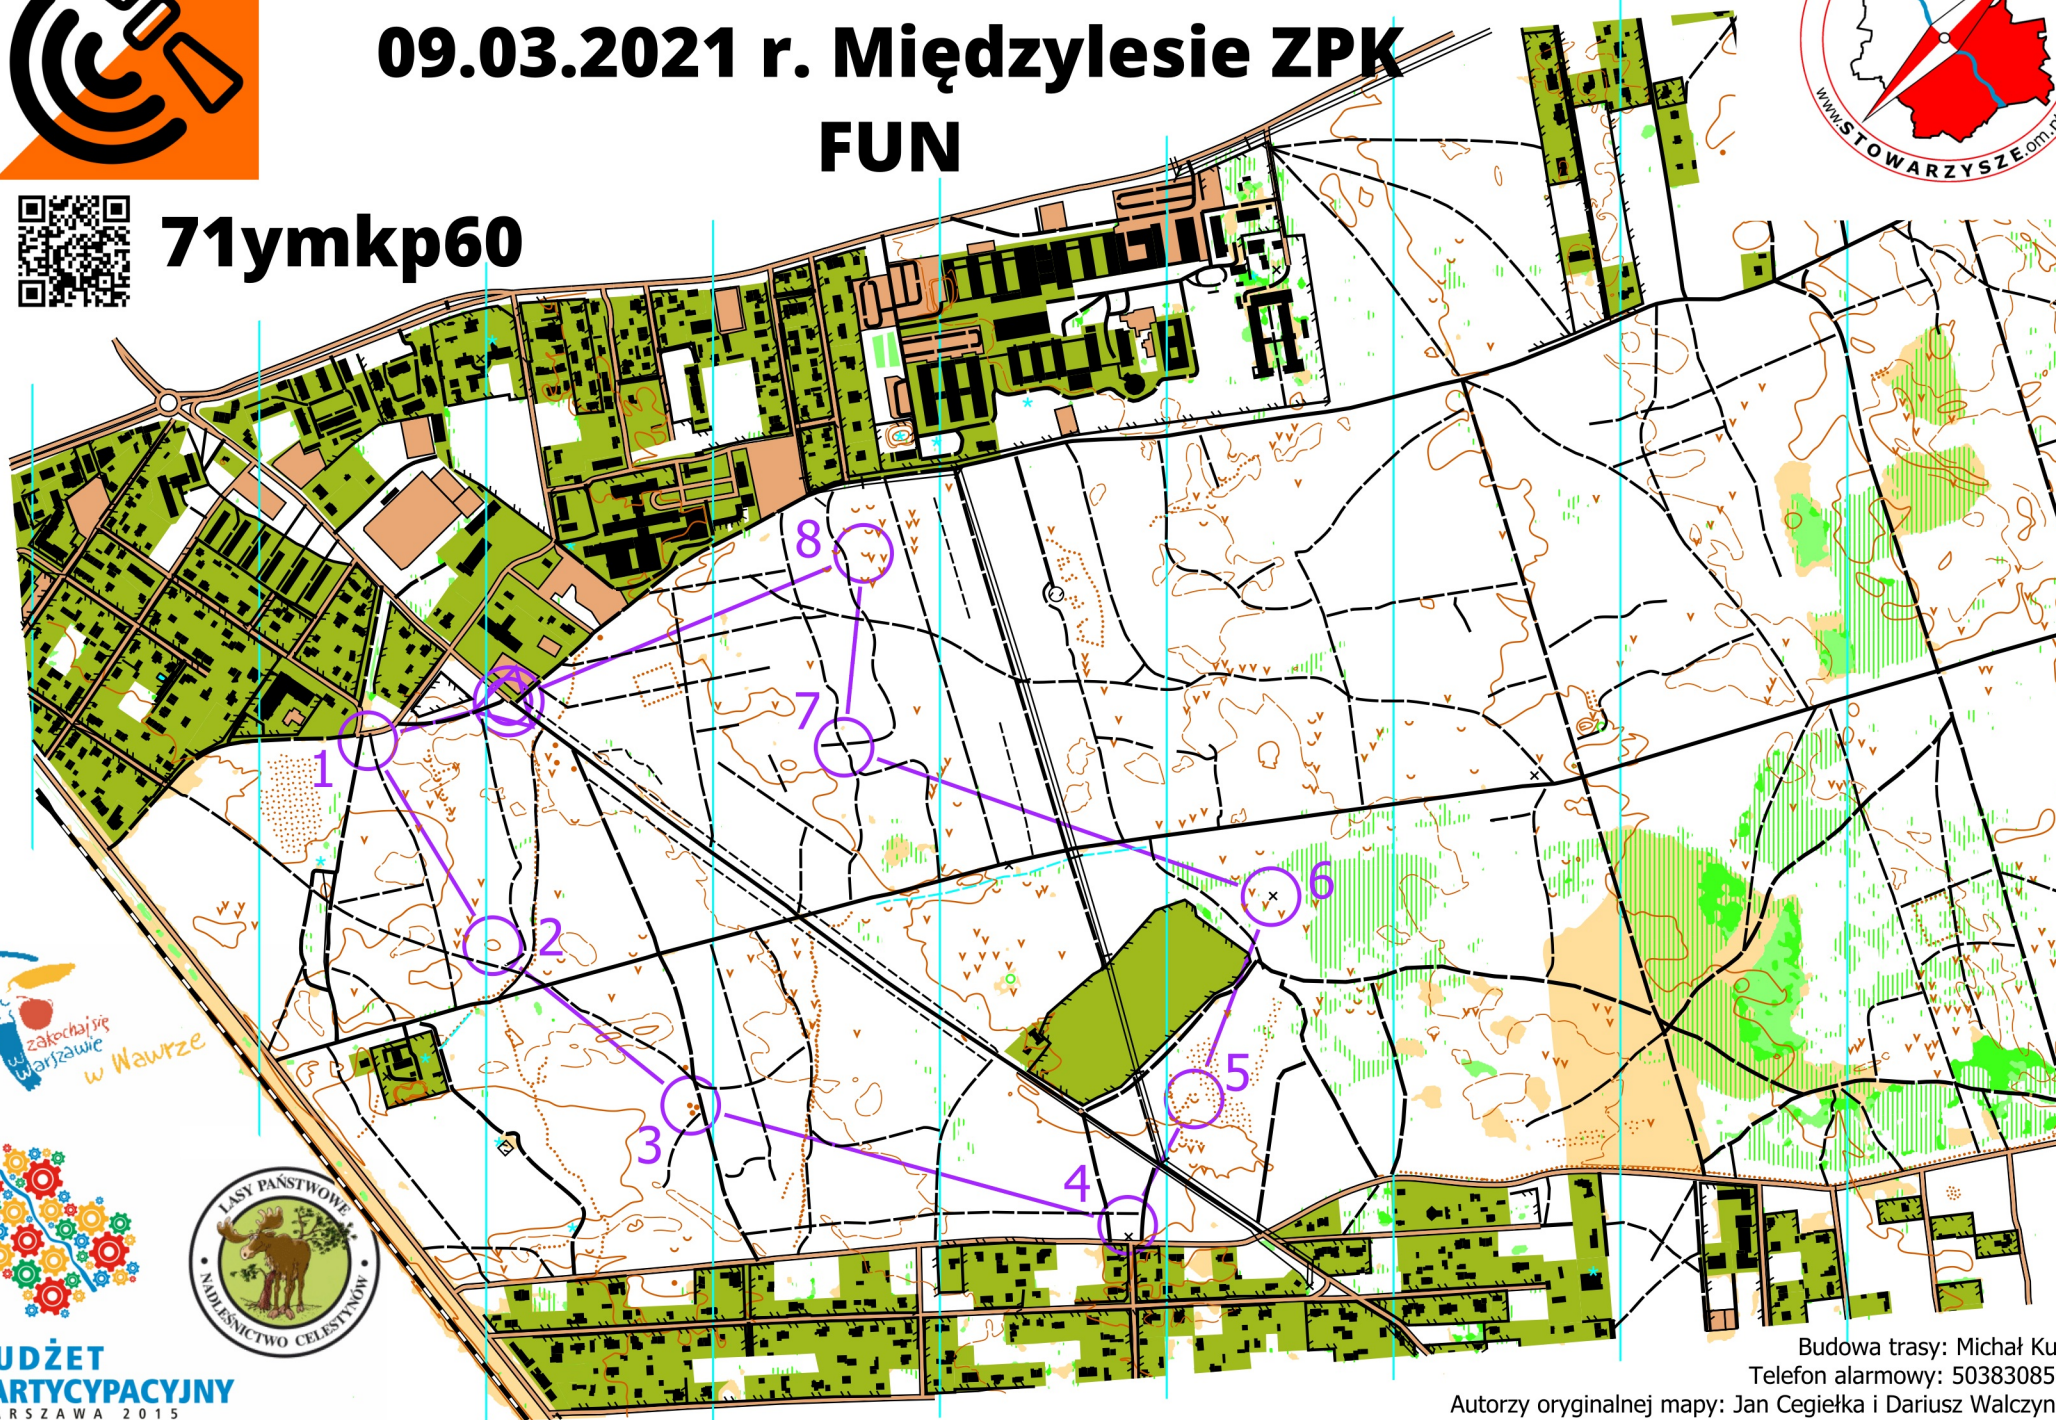 09.03.2021 r. Międzylesie ZPK
FUN
www.STOWARZYSZE.om.p
71ymkp60
8
7
1
6
2
5
3
4
zakochaj się
w Warszawie
w Wawrze
LASY PAŃSTWOWE
NADLEŚNICTWO CELESTYNÓW
UDŻET
ARTYCYPACYJNY
RSZAWA 2015
Budowa trasy: Michał Ku
Telefon alarmowy: 50383085
Autorzy oryginalnej mapy: Jan Cegiełka i Dariusz Walczyn